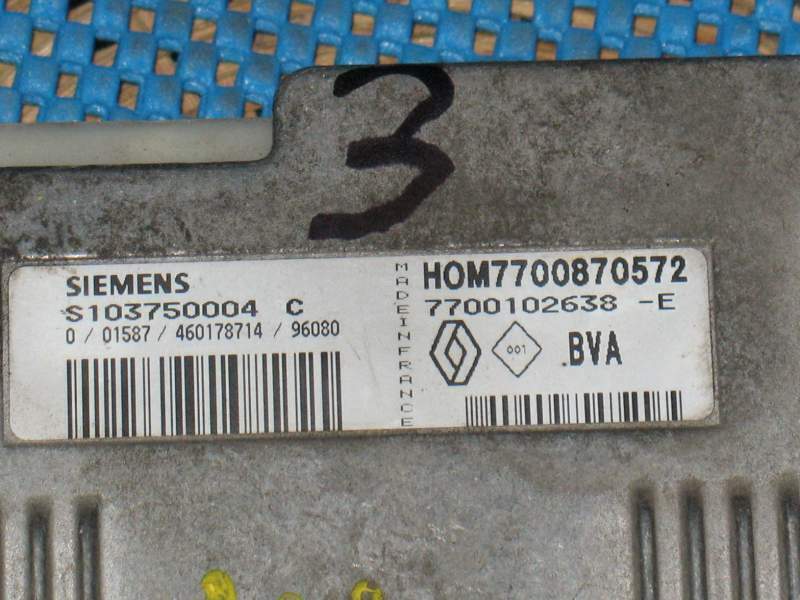 3
SIEMENS
S103750004 C
0 / 01587 / 460178714 / 96080
MADEINFRANCE
HOM7700870572
7700102638 -E
001
BVA